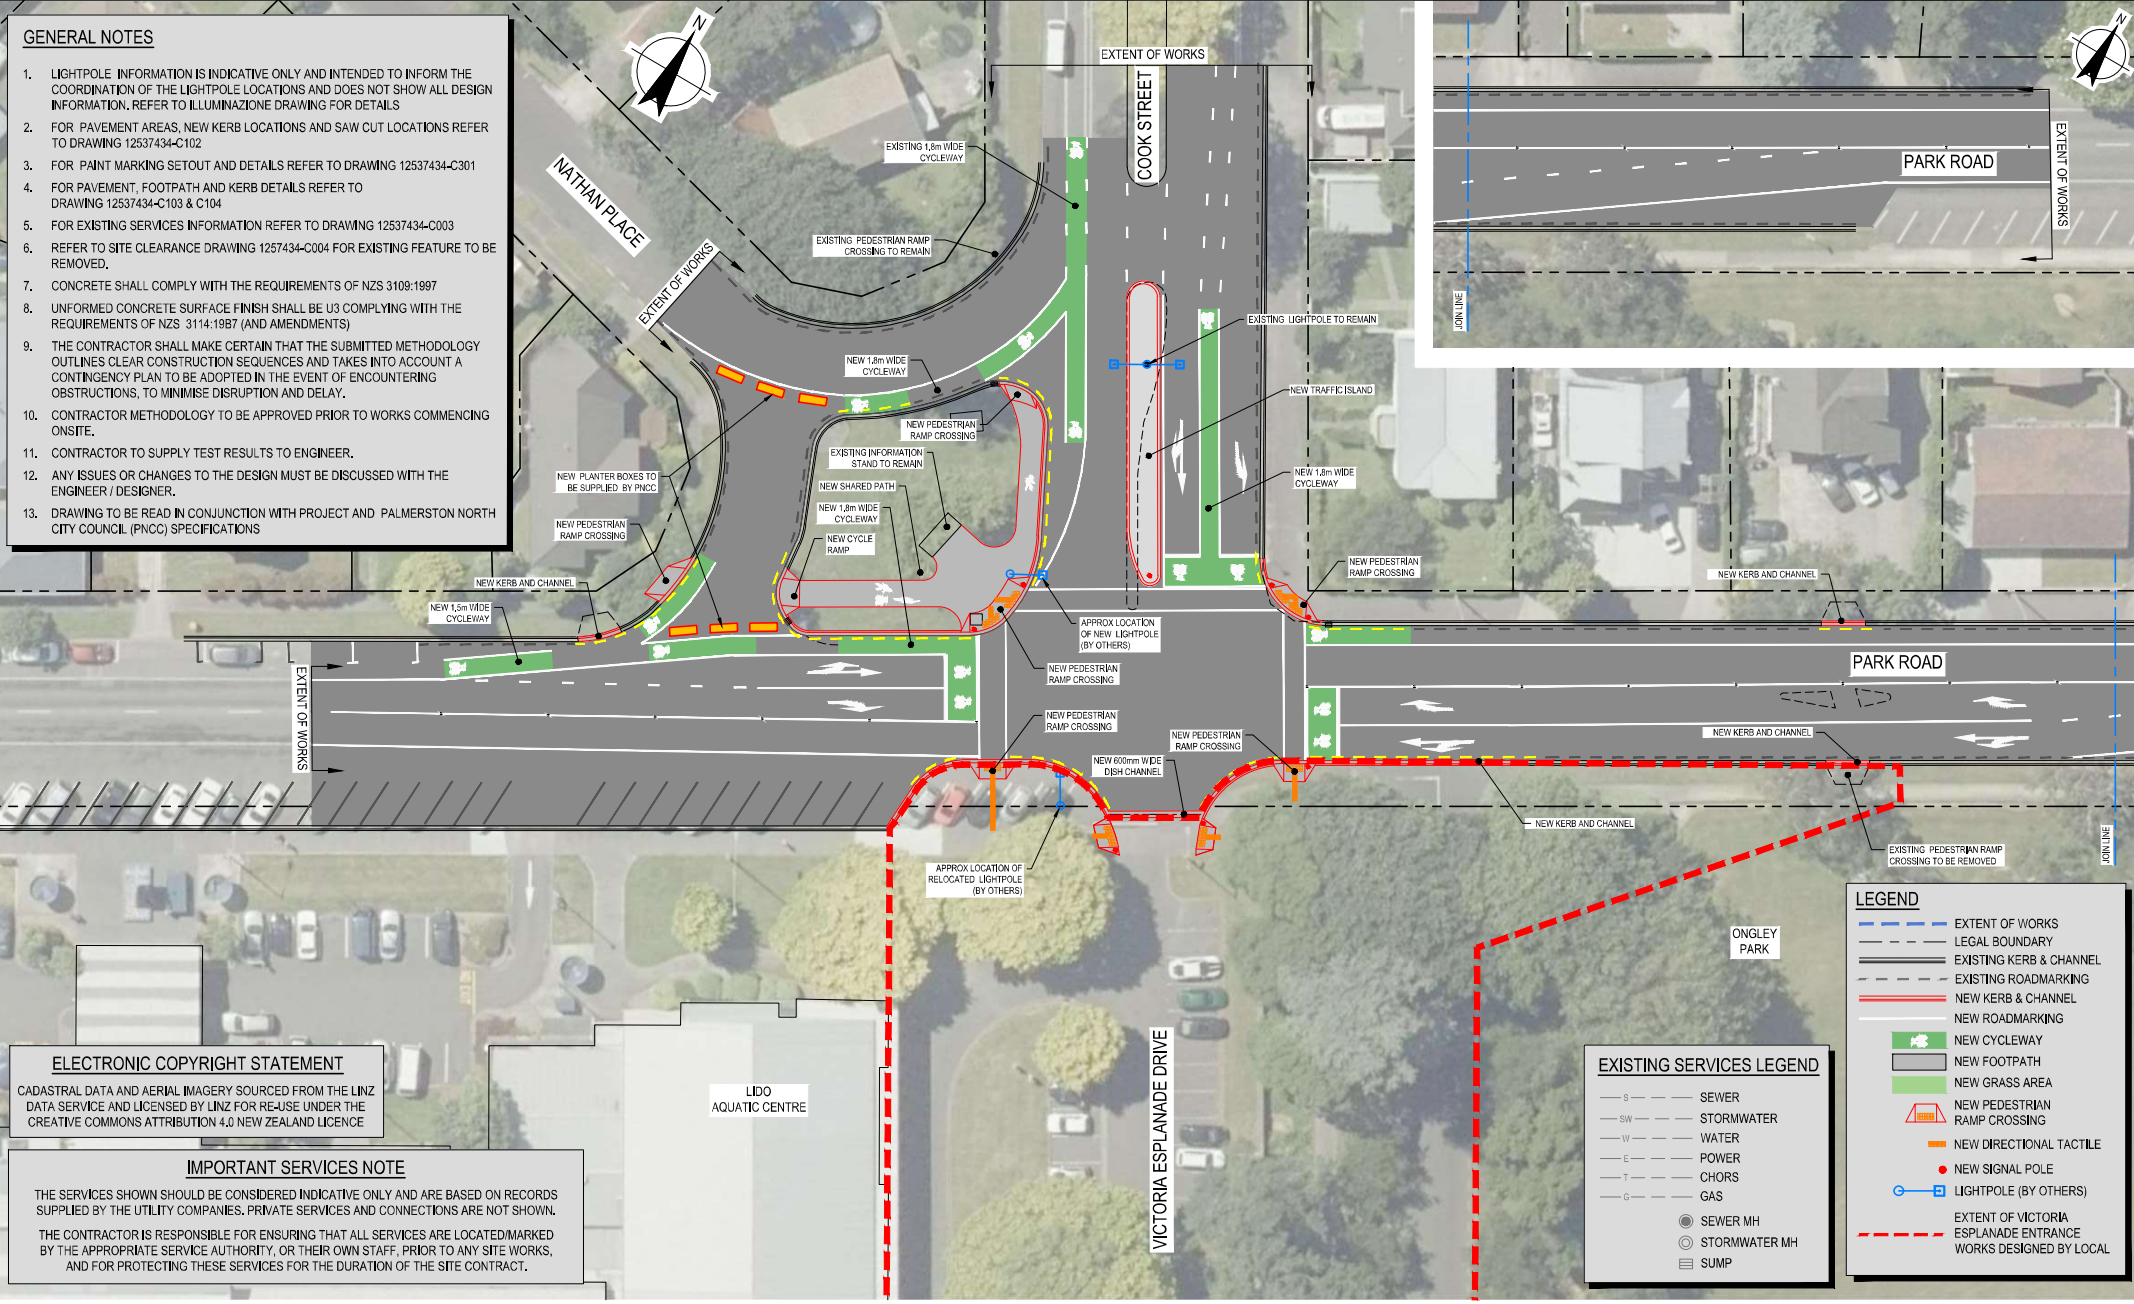 GENERAL NOTES
1. LIGHTPOLE INFORMATION IS INDICATIVE ONLY AND INTENDED TO INFORM THE
COORDINATION OF THE LIGHTPOLE LOCATIONS AND DOES NOT SHOW ALL DESIGN
INFORMATION. REFER TO ILLUMINAZIONE DRAWING FOR DETAILS
2. FOR PAVEMENT AREAS, NEW KERB LOCATIONS AND SAW CUT LOCATIONS REFER
TO DRAWING 12537434-C102
3. FOR PAINT MARKING SETOUT AND DETAILS REFER TO DRAWING 12537434-C301
4. FOR PAVEMENT, FOOTPATH AND KERB DETAILS REFER TO
DRAWING 12537434-C103 & C104
5. FOR EXISTING SERVICES INFORMATION REFER TO DRAWING 12537434-C003
6. REFER TO SITE CLEARANCE DRAWING 1257434-C004 FOR EXISTING FEATURE TO BE
REMOVED.
7. CONCRETE SHALL COMPLY WITH THE REQUIREMENTS OF NZS 3109:1997
8. UNFORMED CONCRETE SURFACE FINISH SHALL BE U3 COMPLYING WITH THE
REQUIREMENTS OF NZS 3114:19B7 (AND AMENDMENTS)
9. THE CONTRACTOR SHALL MAKE CERTAIN THAT THE SUBMITTED METHODOLOGY
OUTLINES CLEAR CONSTRUCTION SEQUENCES AND TAKES INTO ACCOUNT A
CONTINGENCY PLAN TO BE ADOPTED IN THE EVENT OF ENCOUNTERING
OBSTRUCTIONS, TO MINIMISE DISRUPTION AND DELAY.
10. CONTRACTOR METHODOLOGY TO BE APPROVED PRIOR TO WORKS COMMENCING
ONSITE.
11. CONTRACTOR TO SUPPLY TEST RESULTS TO ENGINEER.
12. ANY ISSUES OR CHANGES TO THE DESIGN MUST BE DISCUSSED WITH THE
ENGINEER / DESIGNER.
13. DRAWING TO BE READ IN CONJUNCTION WITH PROJECT AND PALMERSTON NORTH
CITY COUNCIL (PNCC) SPECIFICATIONS
N
EXTENT OF WORKS
COOK STREET
NATHAN PLACE
EXTENT OF WORKS
EXISTING 1.8m WIDE
CYCLEWAY
EXISTING PEDESTRIAN RAMP
CROSSING TO REMAIN
EXISTING LIGHTPOLE TO REMAIN
NEW 1.8m WIDE
CYCLEWAY
NEW TRAFFIC ISLAND
NEW PEDESTRIAN
RAMP CROSSING
EXISTING INFORMATION
STAND TO REMAIN
NEW PLANTER BOXES TO
BE SUPPLIED BY PNCC
NEW SHARED PATH
NEW 1.8m WIDE
CYCLEWAY
NEW 1.8m WIDE
CYCLEWAY
NEW PEDESTRIAN
RAMP CROSSING
NEW CYCLE
RAMP
NEW KERB AND CHANNEL
NEW 1.5m WIDE
CYCLEWAY
NEW PEDESTRIAN
RAMP CROSSING
NEW KERB AND CHANNEL
APPROX LOCATION
OF NEW LIGHTPOLE
(BY OTHERS)
NEW PEDESTRIAN
RAMP CROSSING
PARK ROAD
EXTENT OF WORKS
NEW PEDESTRIAN
RAMP CROSSING
NEW PEDESTRIAN
RAMP CROSSING
NEW KERB AND CHANNEL
NEW 600mm WIDE
DISH CHANNEL
NEW KERB AND CHANNEL
EXISTING PEDESTRIAN RAMP
CROSSING TO BE REMOVED
JOIN LINE
APPROX LOCATION OF
RELOCATED LIGHTPOLE
(BY OTHERS)
N
PARK ROAD
EXTENT OF WORKS
JOIN LINE
ONGLEY
PARK
LIDO
AQUATIC CENTRE
VICTORIA ESPLANADE DRIVE
ELECTRONIC COPYRIGHT STATEMENT
CADASTRAL DATA AND AERIAL IMAGERY SOURCED FROM THE LINZ
DATA SERVICE AND LICENSED BY LINZ FOR RE-USE UNDER THE
CREATIVE COMMONS ATTRIBUTION 4.0 NEW ZEALAND LICENCE
IMPORTANT SERVICES NOTE
THE SERVICES SHOWN SHOULD BE CONSIDERED INDICATIVE ONLY AND ARE BASED ON RECORDS
SUPPLIED BY THE UTILITY COMPANIES. PRIVATE SERVICES AND CONNECTIONS ARE NOT SHOWN.
THE CONTRACTOR IS RESPONSIBLE FOR ENSURING THAT ALL SERVICES ARE LOCATED/MARKED
BY THE APPROPRIATE SERVICE AUTHORITY, OR THEIR OWN STAFF, PRIOR TO ANY SITE WORKS,
AND FOR PROTECTING THESE SERVICES FOR THE DURATION OF THE SITE CONTRACT.
EXISTING SERVICES LEGEND
S SEWER
SW STORMWATER
W WATER
E POWER
T CHORS
G GAS
SEWER MH
STORMWATER MH
SUMP
LEGEND
EXTENT OF WORKS
LEGAL BOUNDARY
EXISTING KERB & CHANNEL
EXISTING ROADMARKING
NEW KERB & CHANNEL
NEW ROADMARKING
NEW CYCLEWAY
NEW FOOTPATH
NEW GRASS AREA
NEW PEDESTRIAN
RAMP CROSSING
NEW DIRECTIONAL TACTILE
NEW SIGNAL POLE
LIGHTPOLE (BY OTHERS)
EXTENT OF VICTORIA
ESPLANADE ENTRANCE
WORKS DESIGNED BY LOCAL